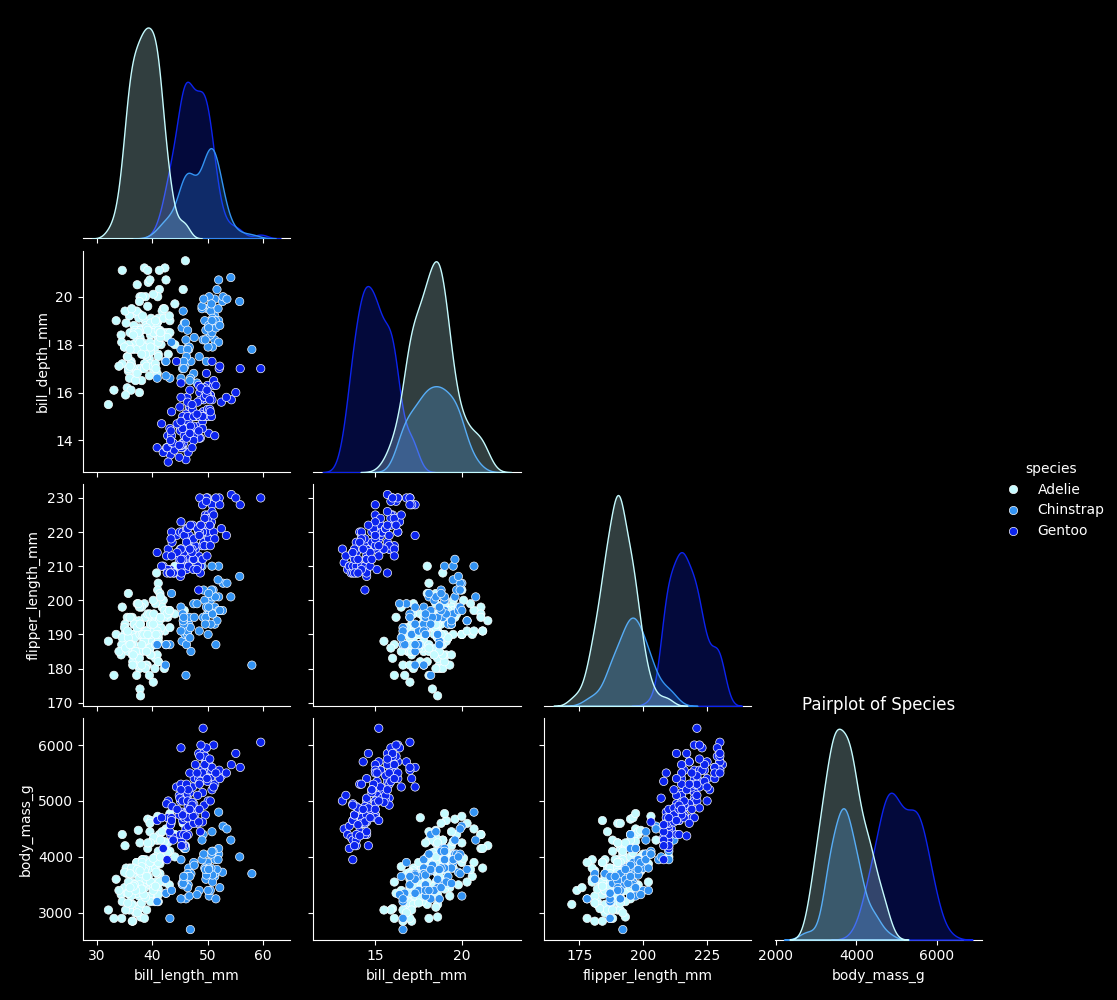 bill_depth_mm
20
18
16
14
species
Adelie
Chinstrap
Gentoo
flipper_length_mm
230
220
210
200
190
180
170
Pairplot of Species
body_mass_g
6000
5000
4000
3000
30 40 50 60
15 20
175 200 225
2000 4000 6000
bill_length_mm
bill_depth_mm
flipper_length_mm
body_mass_g